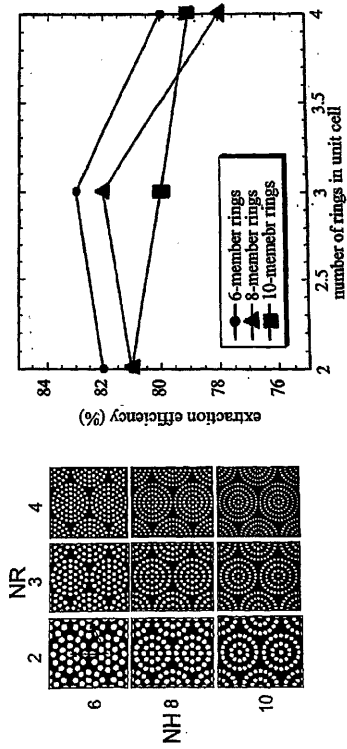 NR
2
3
4
NH
6
8
10
extraction efficiency (%)
84
82
80
78
76
6-member rings
8-member rings
10-memebr rings
2
2.5
3
3.5
4
number of rings in unit cell